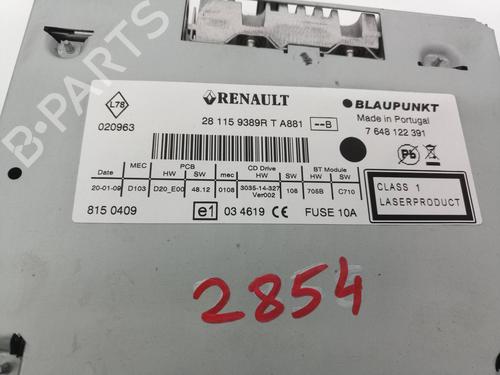 B-PARTS
L78
020963
RENAULT
28 115 9389R T A881
--B
BLAUPUNKT
Made in Portugal
7 648 122 391
Pb
MEC PCB CD Drive BT Module
Date HW SW mec HW SW HW SW
20-01-09 D103 D20_E00 48.12 0108 3035-14-327 Ver002 108 705B C710
CLASS 1
LASERPRODUCT
815 0409
e1 03 4619 CE FUSE 10A
2854